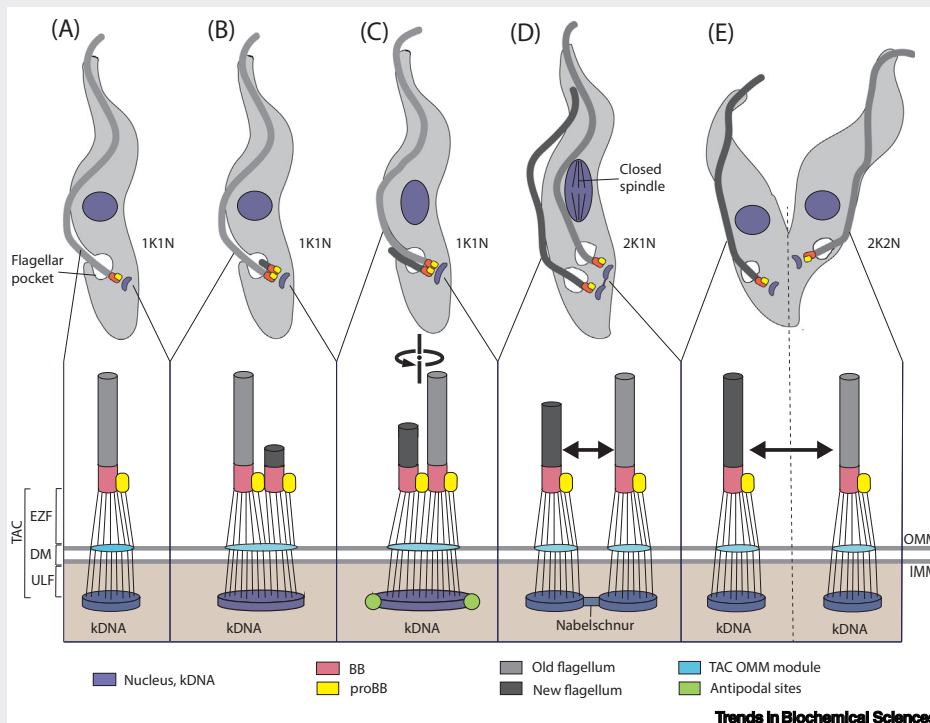 (A)
(B)
(C)
(D)
(E)
Closed
spindle
1K1N
1K1N
1K1N
2K1N
2K2N
Flagellar
pocket
TAC
EZF
DM
ULF
OMM
IMM
Nabelschnur
kDNA
kDNA
kDNA
kDNA
kDNA
Nucleus, kDNA
BB
proBB
Old flagellum
New flagellum
TAC OMM module
Antipodal sites
Trends in Biochemical Sciences